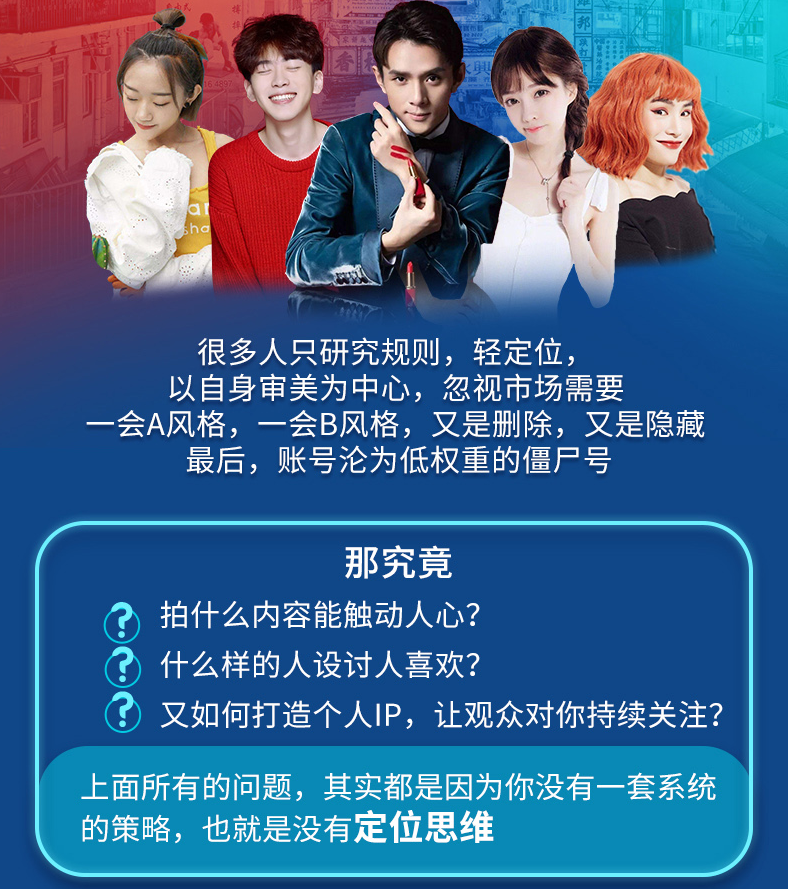 很多人只研究规则，轻定位，
以自身审美为中心，忽视市场需要
一会A风格，一会B风格，又是删除，又是隐藏
最后，账号沦为低权重的僵尸号
那究竟
? 拍什么内容能触动人心?
? 什么样的人设讨人喜欢?
? 又如何打造个人IP，让观众对你持续关注?
上面所有的问题，其实都是因为你没有一套系统
的策略，也就是没有定位思维